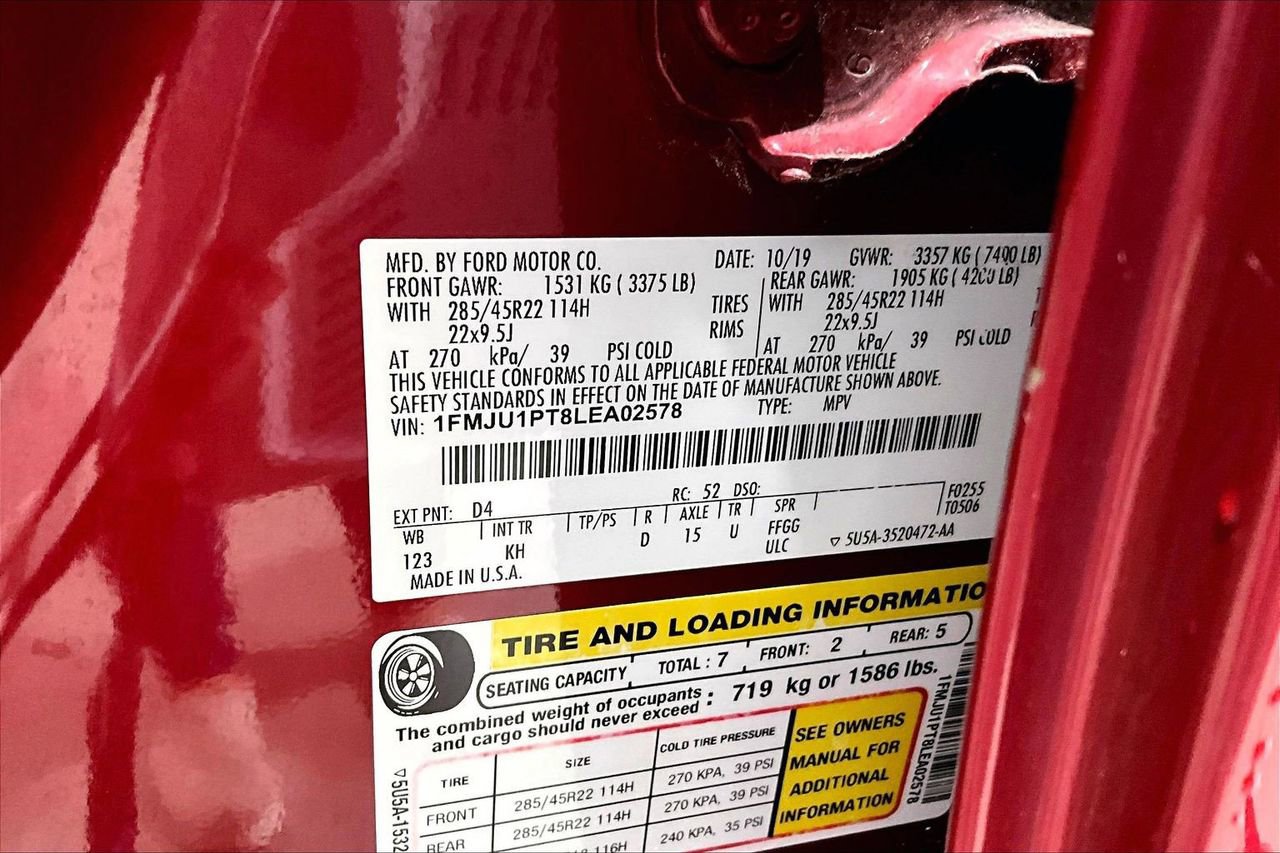 MFD. BY FORD MOTOR CO. DATE: 10/19 GVWR: 3357 KG ( 7400 LB)
FRONT GAWR: 1531 KG ( 3375 LB) REAR GAWR: 1905 KG ( 4200 LB)
WITH 285/45R22 114H TIRES WITH 285/45R22 114H
22x9.5J RIMS 22x9.5J
AT 270 kPa/ 39 PSI COLD AT 270 kPa/ 39 PSI COLD
THIS VEHICLE CONFORMS TO ALL APPLICABLE FEDERAL MOTOR VEHICLE
SAFETY STANDARDS IN EFFECT ON THE DATE OF MANUFACTURE SHOWN ABOVE.
VIN: 1FMJU1PT8LEA02578 TYPE: MPV
EXT PNT: D4 RC: 52 DSO: F0255
WB INT TR TP/PS R AXLE TR SPR T0506
123 KH D 15 U FFGG
ULC ▽ 5U5A-3520472-AA
MADE IN U.S.A.
TIRE AND LOADING INFORMATIO
SEATING CAPACITY TOTAL : 7 FRONT: 2 REAR: 5
The combined weight of occupants and cargo should never exceed : 719 kg or 1586 lbs.
TIRE SIZE COLD TIRE PRESSURE
FRONT 285/45R22 114H 270 KPA, 39 PSI
REAR 285/45R22 114H 270 KPA, 39 PSI
116H 240 KPA, 35 PSI
SEE OWNERS
MANUAL FOR
ADDITIONAL
INFORMATION
1FMJU1PT8LEA02578
▽5U5A-1532